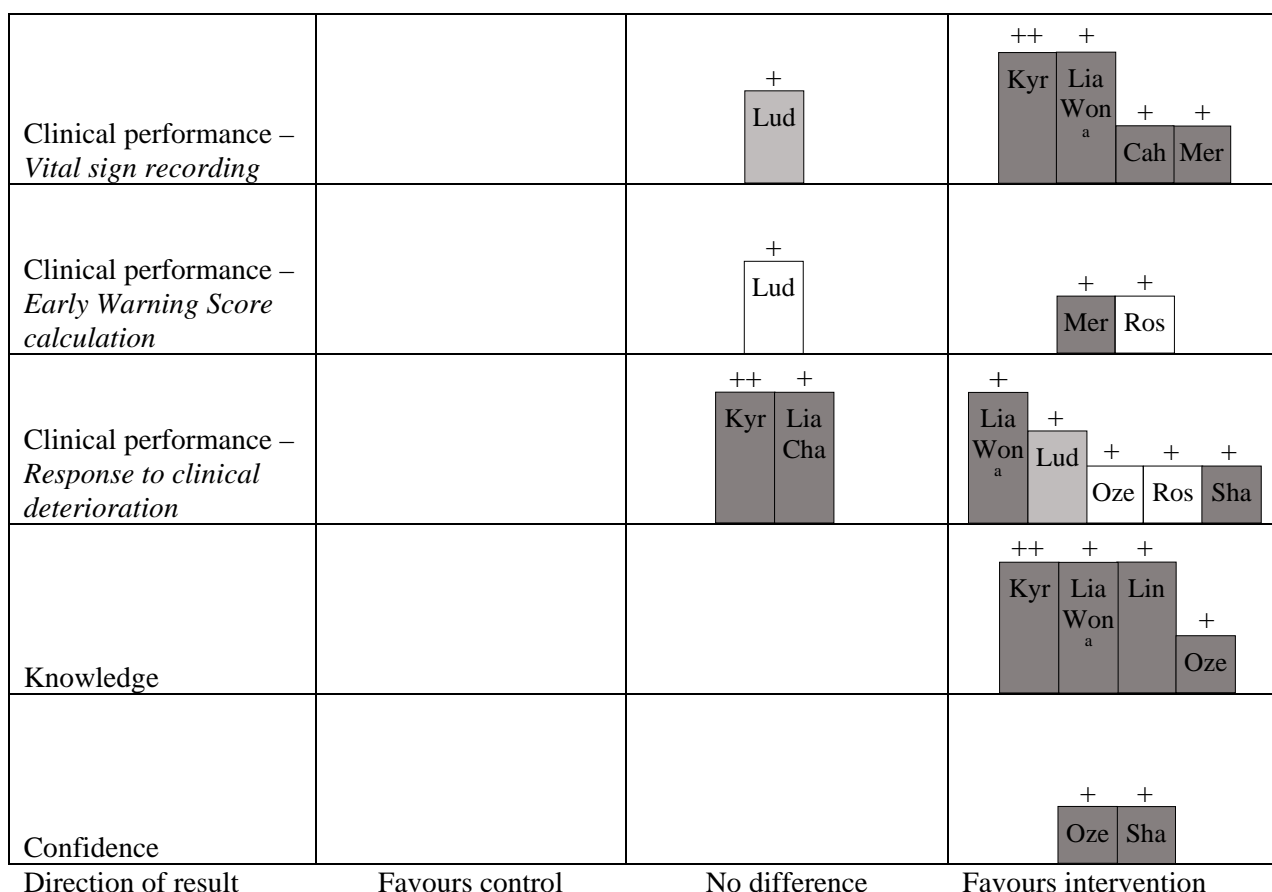 ++ +
Kyr Lia
Won
a
+ +
Cah Mer
+
Lud
Clinical performance –
Vital sign recording
+
Lud
+ +
Mer Ros
Clinical performance –
Early Warning Score
calculation
++ +
Kyr Lia
Cha
+
Lia
Won
a
+
Lud
+ + +
Oze Ros Sha
Clinical performance –
Response to clinical
deterioration
++ + +
Kyr Lia Lin
Won
a
+
Oze
Knowledge
+ +
Oze Sha
Confidence
Direction of result Favours control No difference Favours intervention